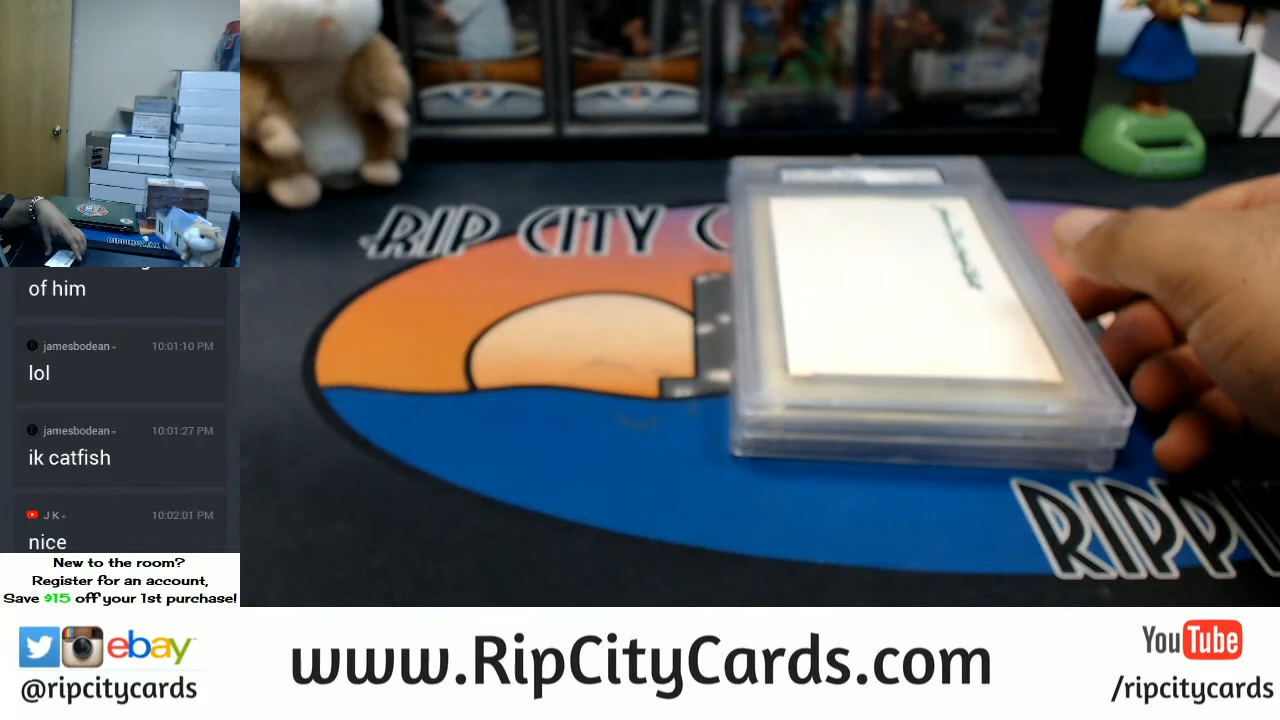 of him
jamesbodean 10:01:10 PM
lol
jamesbodean 10:01:27 PM
ik catfish
J K 10:02:01 PM
nice
New to the room?
Register for an account,
Save $15 off your 1st purchase!
RIP CITY C
RIPPI
ebay
@ripcitycards
www.RipCityCards.com
YouTube
/ripcitycards